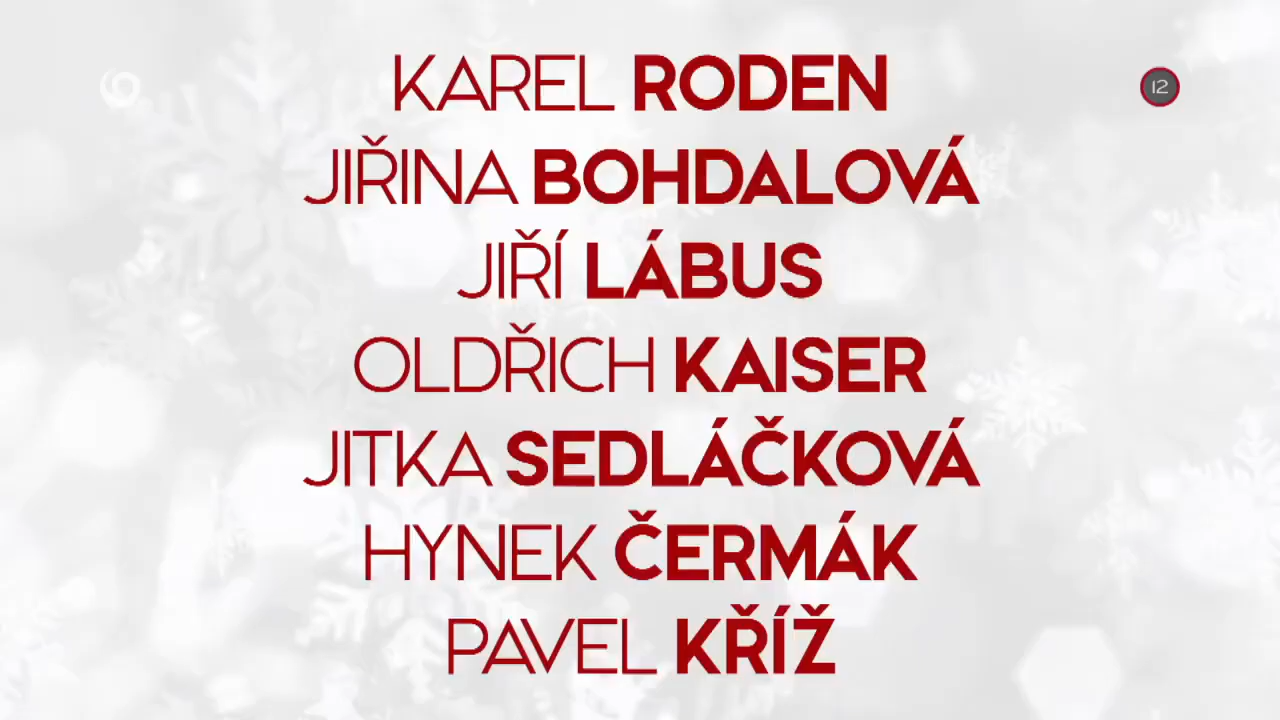 KAREL RODEN
12
JIŘINA BOHDALOVÁ
JIŘÍ LÁBUS
OLDŘICH KAISER
JITKA SEDLÁČKOVÁ
HYNEK ČERMÁK
PAVEL KŘÍŽ